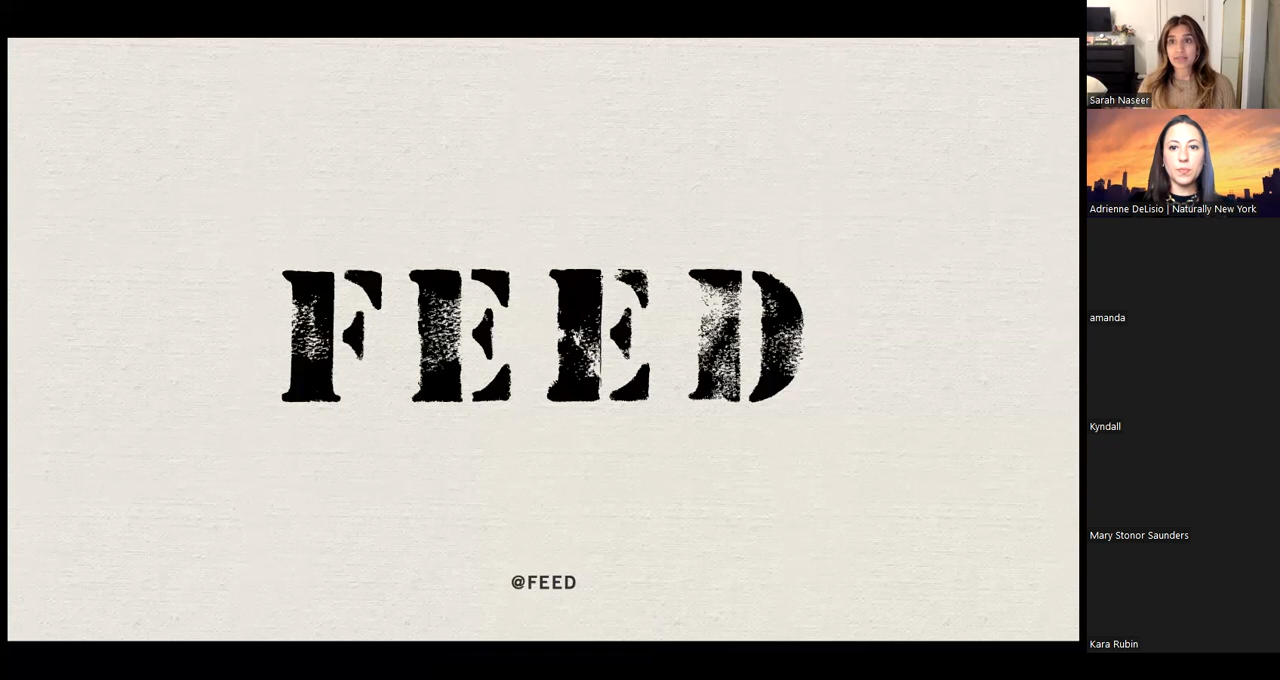 FEED
@FEED
Sarah Naseer
Adrienne DeLisio | Naturally New York
amanda
Kyndall
Mary Stonor Saunders
Kara Rubin